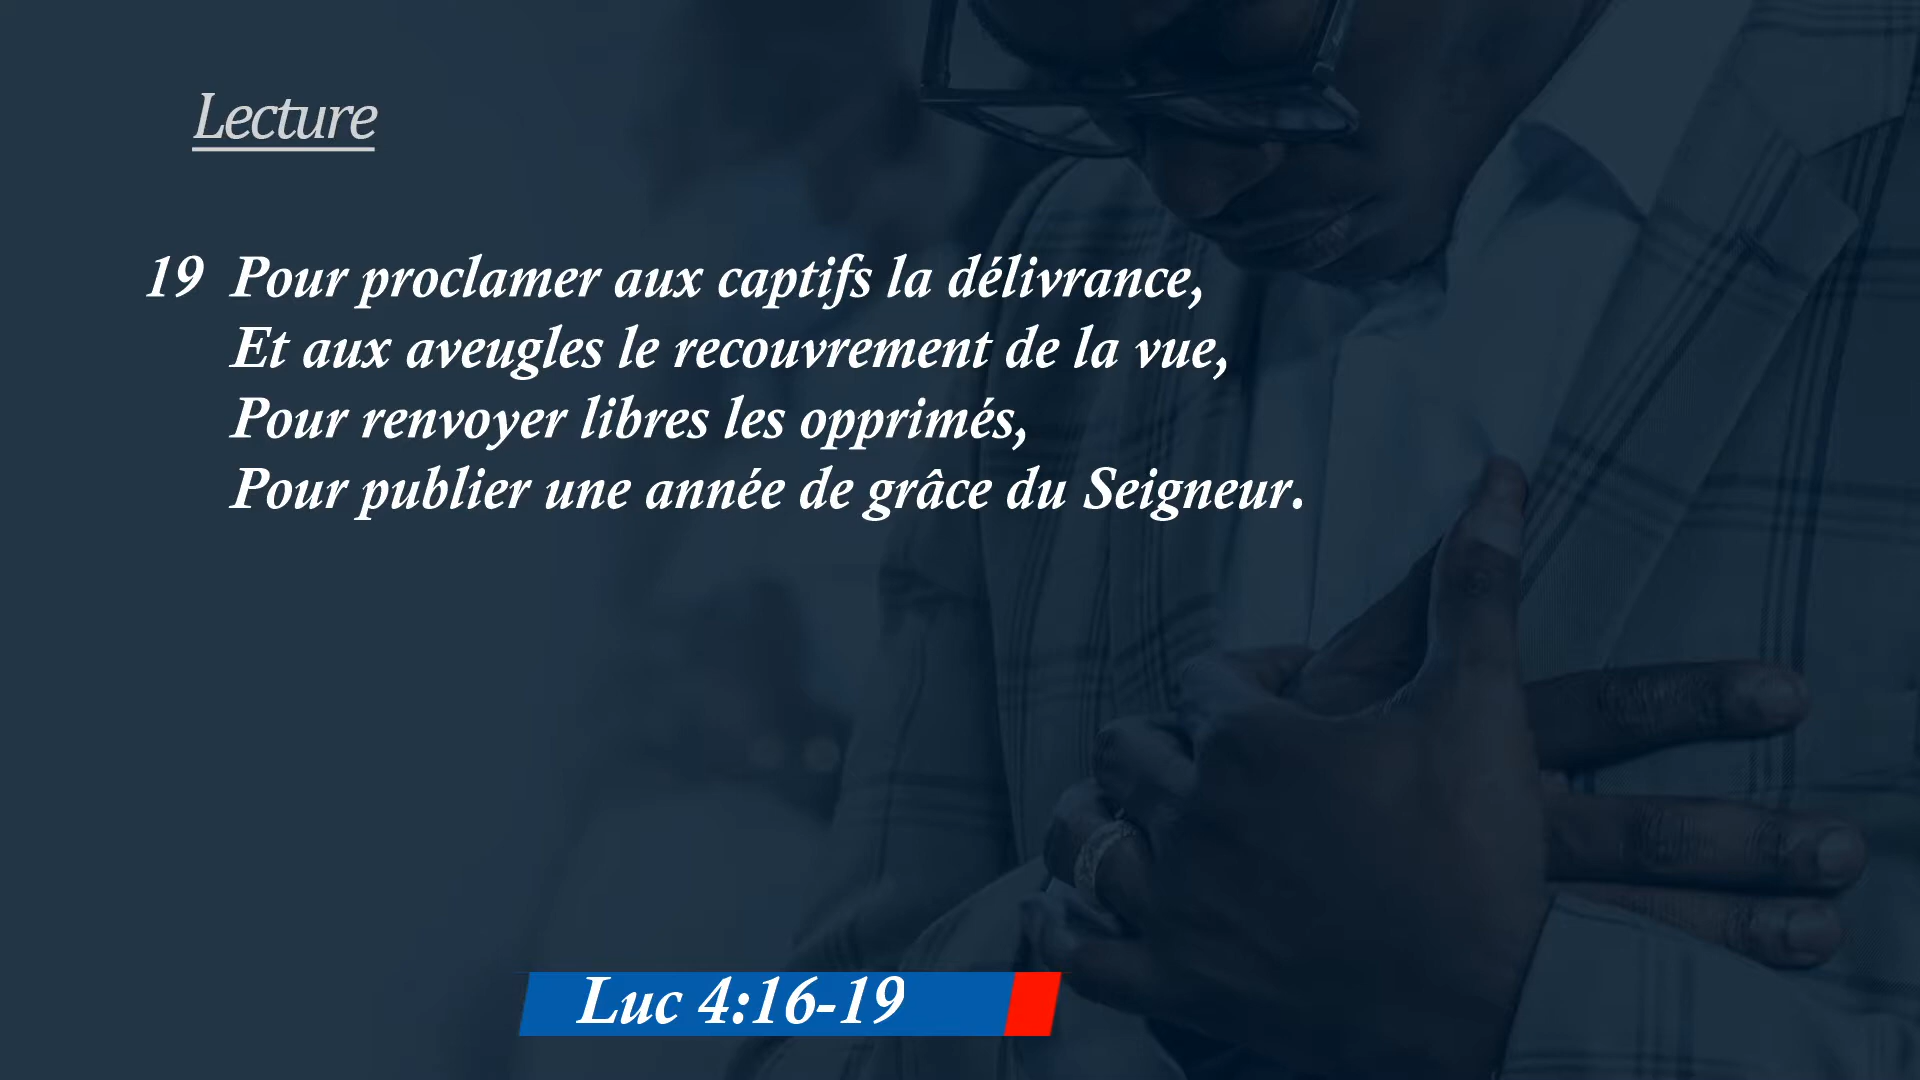 Lecture
19 Pour proclamer aux captifs la délivrance,
Et aux aveugles le recouvrement de la vue,
Pour renvoyer libres les opprimés,
Pour publier une année de grâce du Seigneur.
Luc 4:16-19